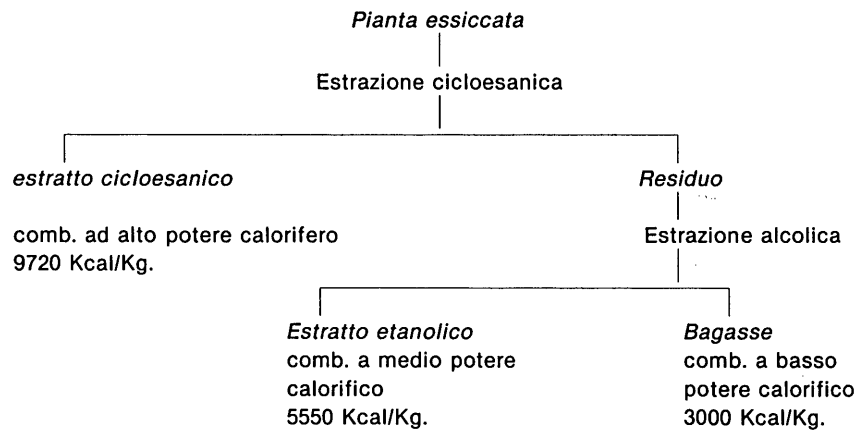 Pianta essiccata
Estrazione cicloesanica
estratto cicloesanico
comb. ad alto potere calorifero
9720 Kcal/Kg.
Residuo
Estrazione alcolica
Estratto etanolico
comb. a medio potere
calorifico
5550 Kcal/Kg.
Bagasse
comb. a basso
potere calorifico
3000 Kcal/Kg.